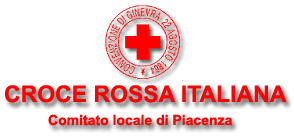 CONVENZIONE DI GINEVRA 22 AGOSTO 1864
CROCE ROSSA ITALIANA
Comitato locale di Piacenza